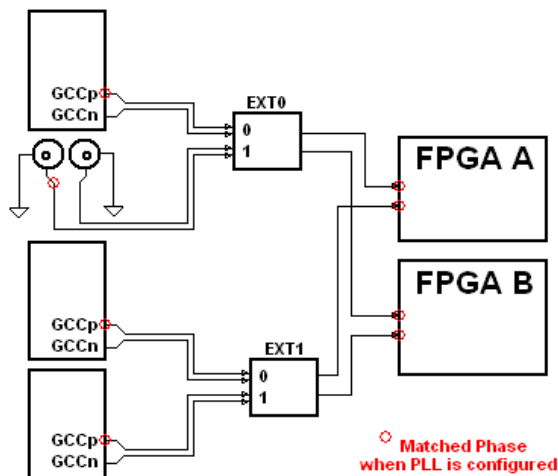 GCCp
GCCn
EXT0
0
1
FPGA A
FPGA B
GCCp
GCCn
EXT1
0
1
GCCp
GCCn
Matched Phase
when PLL is configured